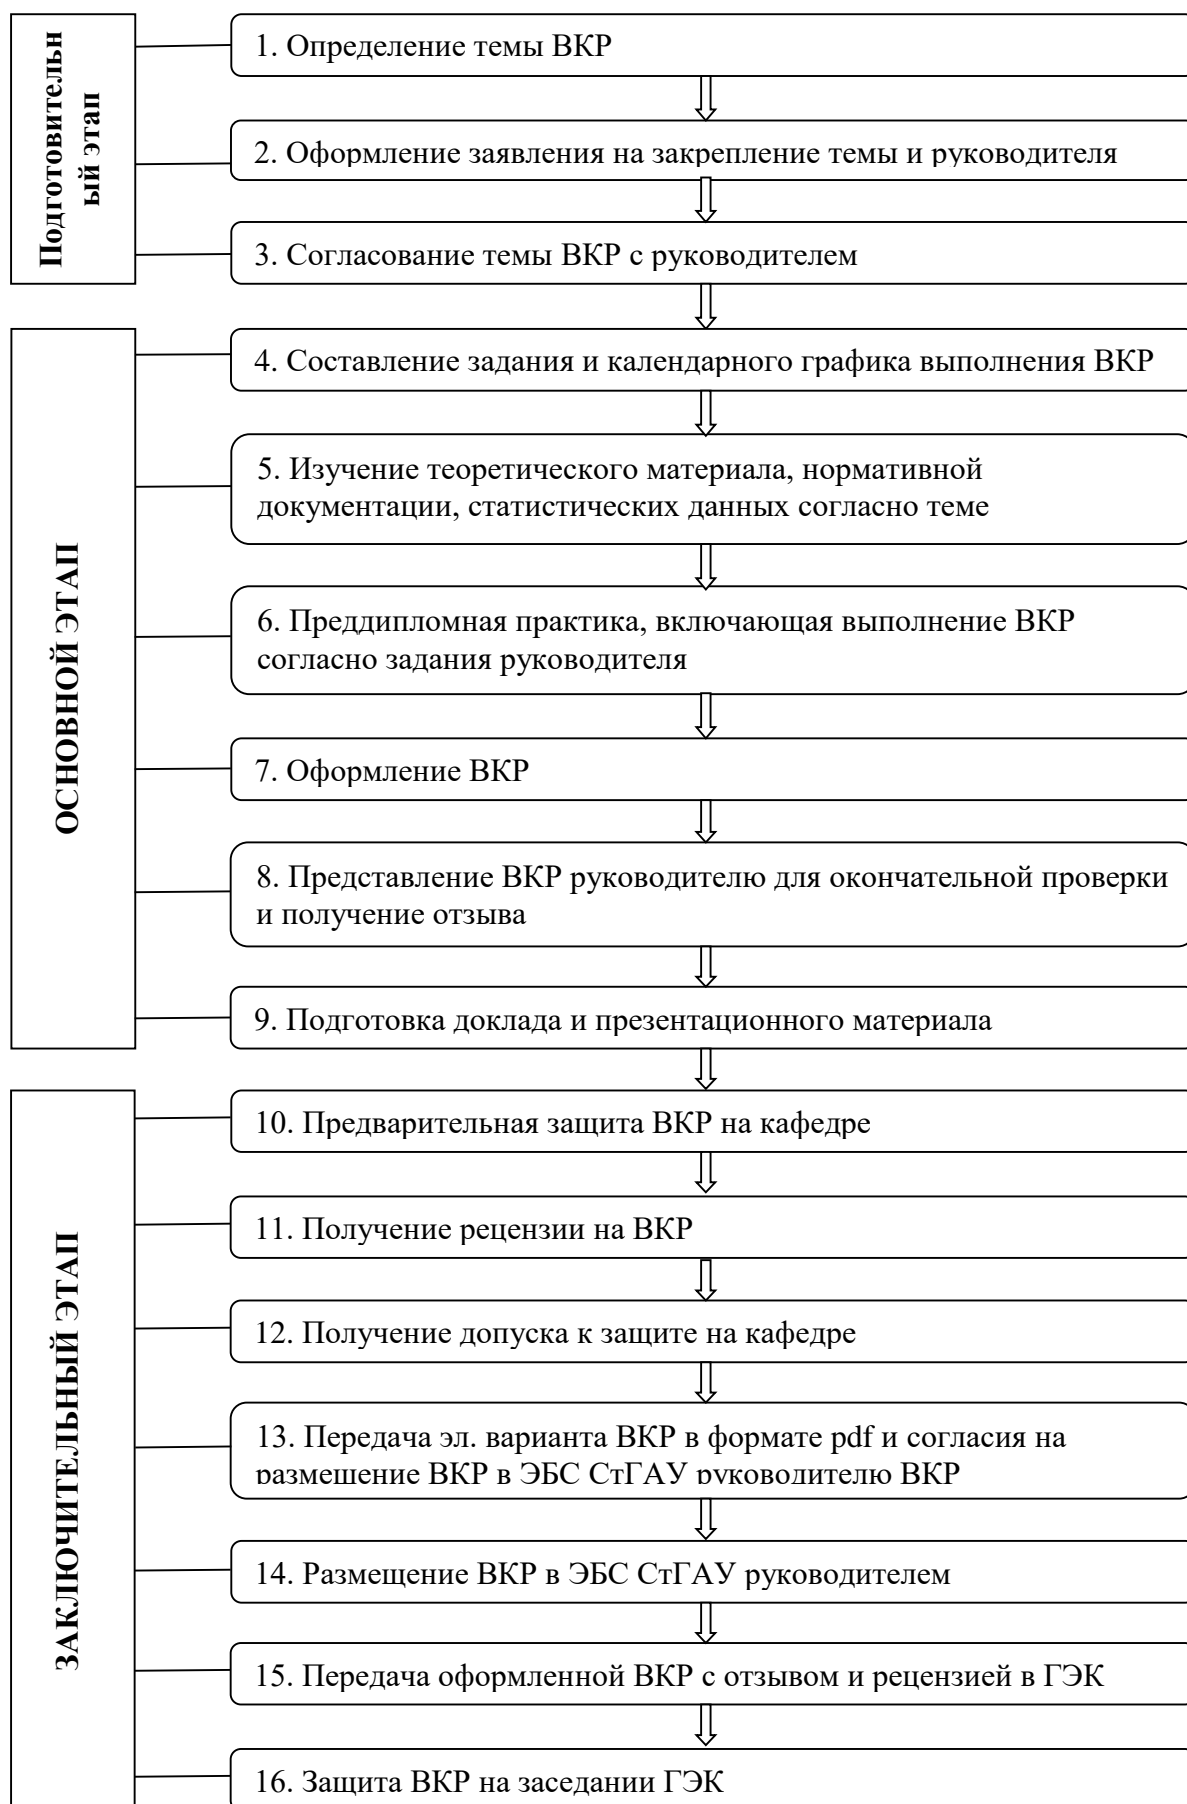 Подготовительн
ый этап
1. Определение темы ВКР
2. Оформление заявления на закрепление темы и руководителя
3. Согласование темы ВКР с руководителем
ОСНОВНОЙ ЭТАП
4. Составление задания и календарного графика выполнения ВКР
5. Изучение теоретического материала, нормативной
документации, статистических данных согласно теме
6. Преддипломная практика, включающая выполнение ВКР
согласно задания руководителя
7. Оформление ВКР
8. Представление ВКР руководителю для окончательной проверки
и получение отзыва
9. Подготовка доклада и презентационного материала
ЗАКЛЮЧИТЕЛЬНЫЙ ЭТАП
10. Предварительная защита ВКР на кафедре
11. Получение рецензии на ВКР
12. Получение допуска к защите на кафедре
13. Передача эл. варианта ВКР в формате pdf и согласия на
размещение ВКР в ЭБС СтГАУ руководителю ВКР
14. Размещение ВКР в ЭБС СтГАУ руководителем
15. Передача оформленной ВКР с отзывом и рецензией в ГЭК
16. Защита ВКР на заседании ГЭК